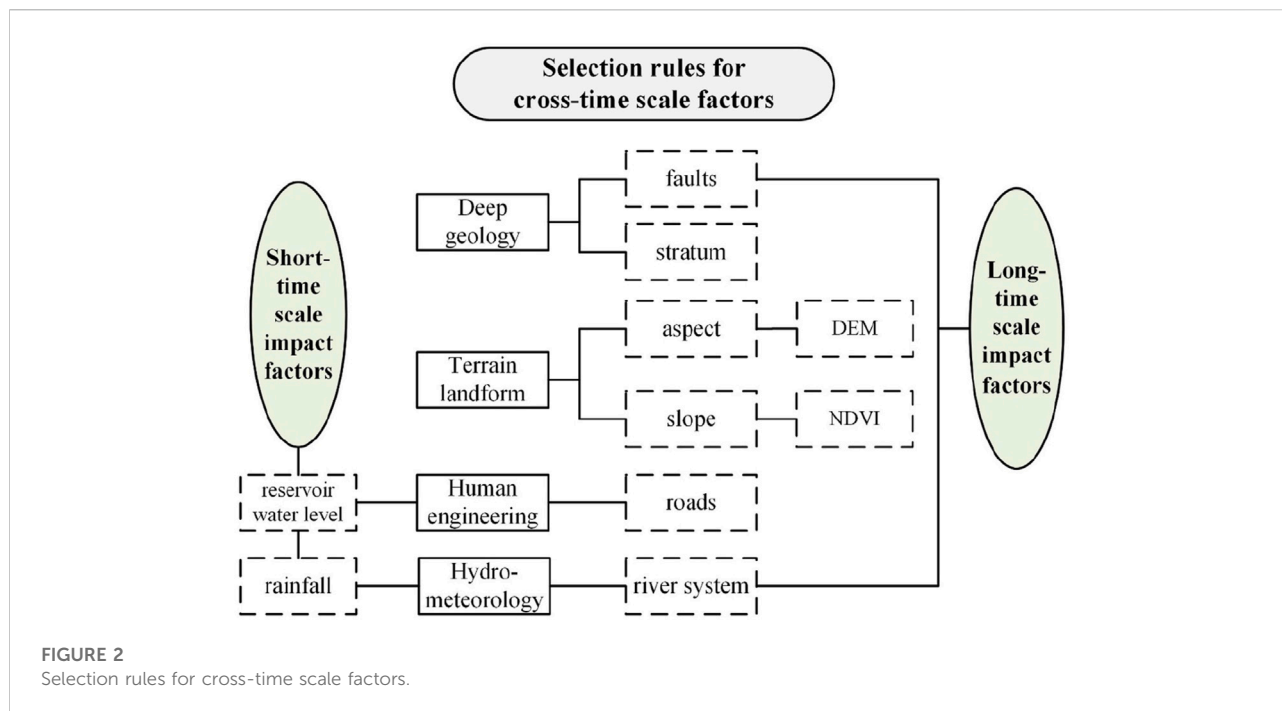 Selection rules for
cross-time scale factors
Short-
time
scale
impact
factors
Deep
geology
faults
stratum
Terrain
landform
aspect
DEM
slope
NDVI
reservoir
water level
Human
engineering
roads
rainfall
Hydro-
meteorology
river system
Long-
time
scale
impact
factors
FIGURE 2
Selection rules for cross-time scale factors.